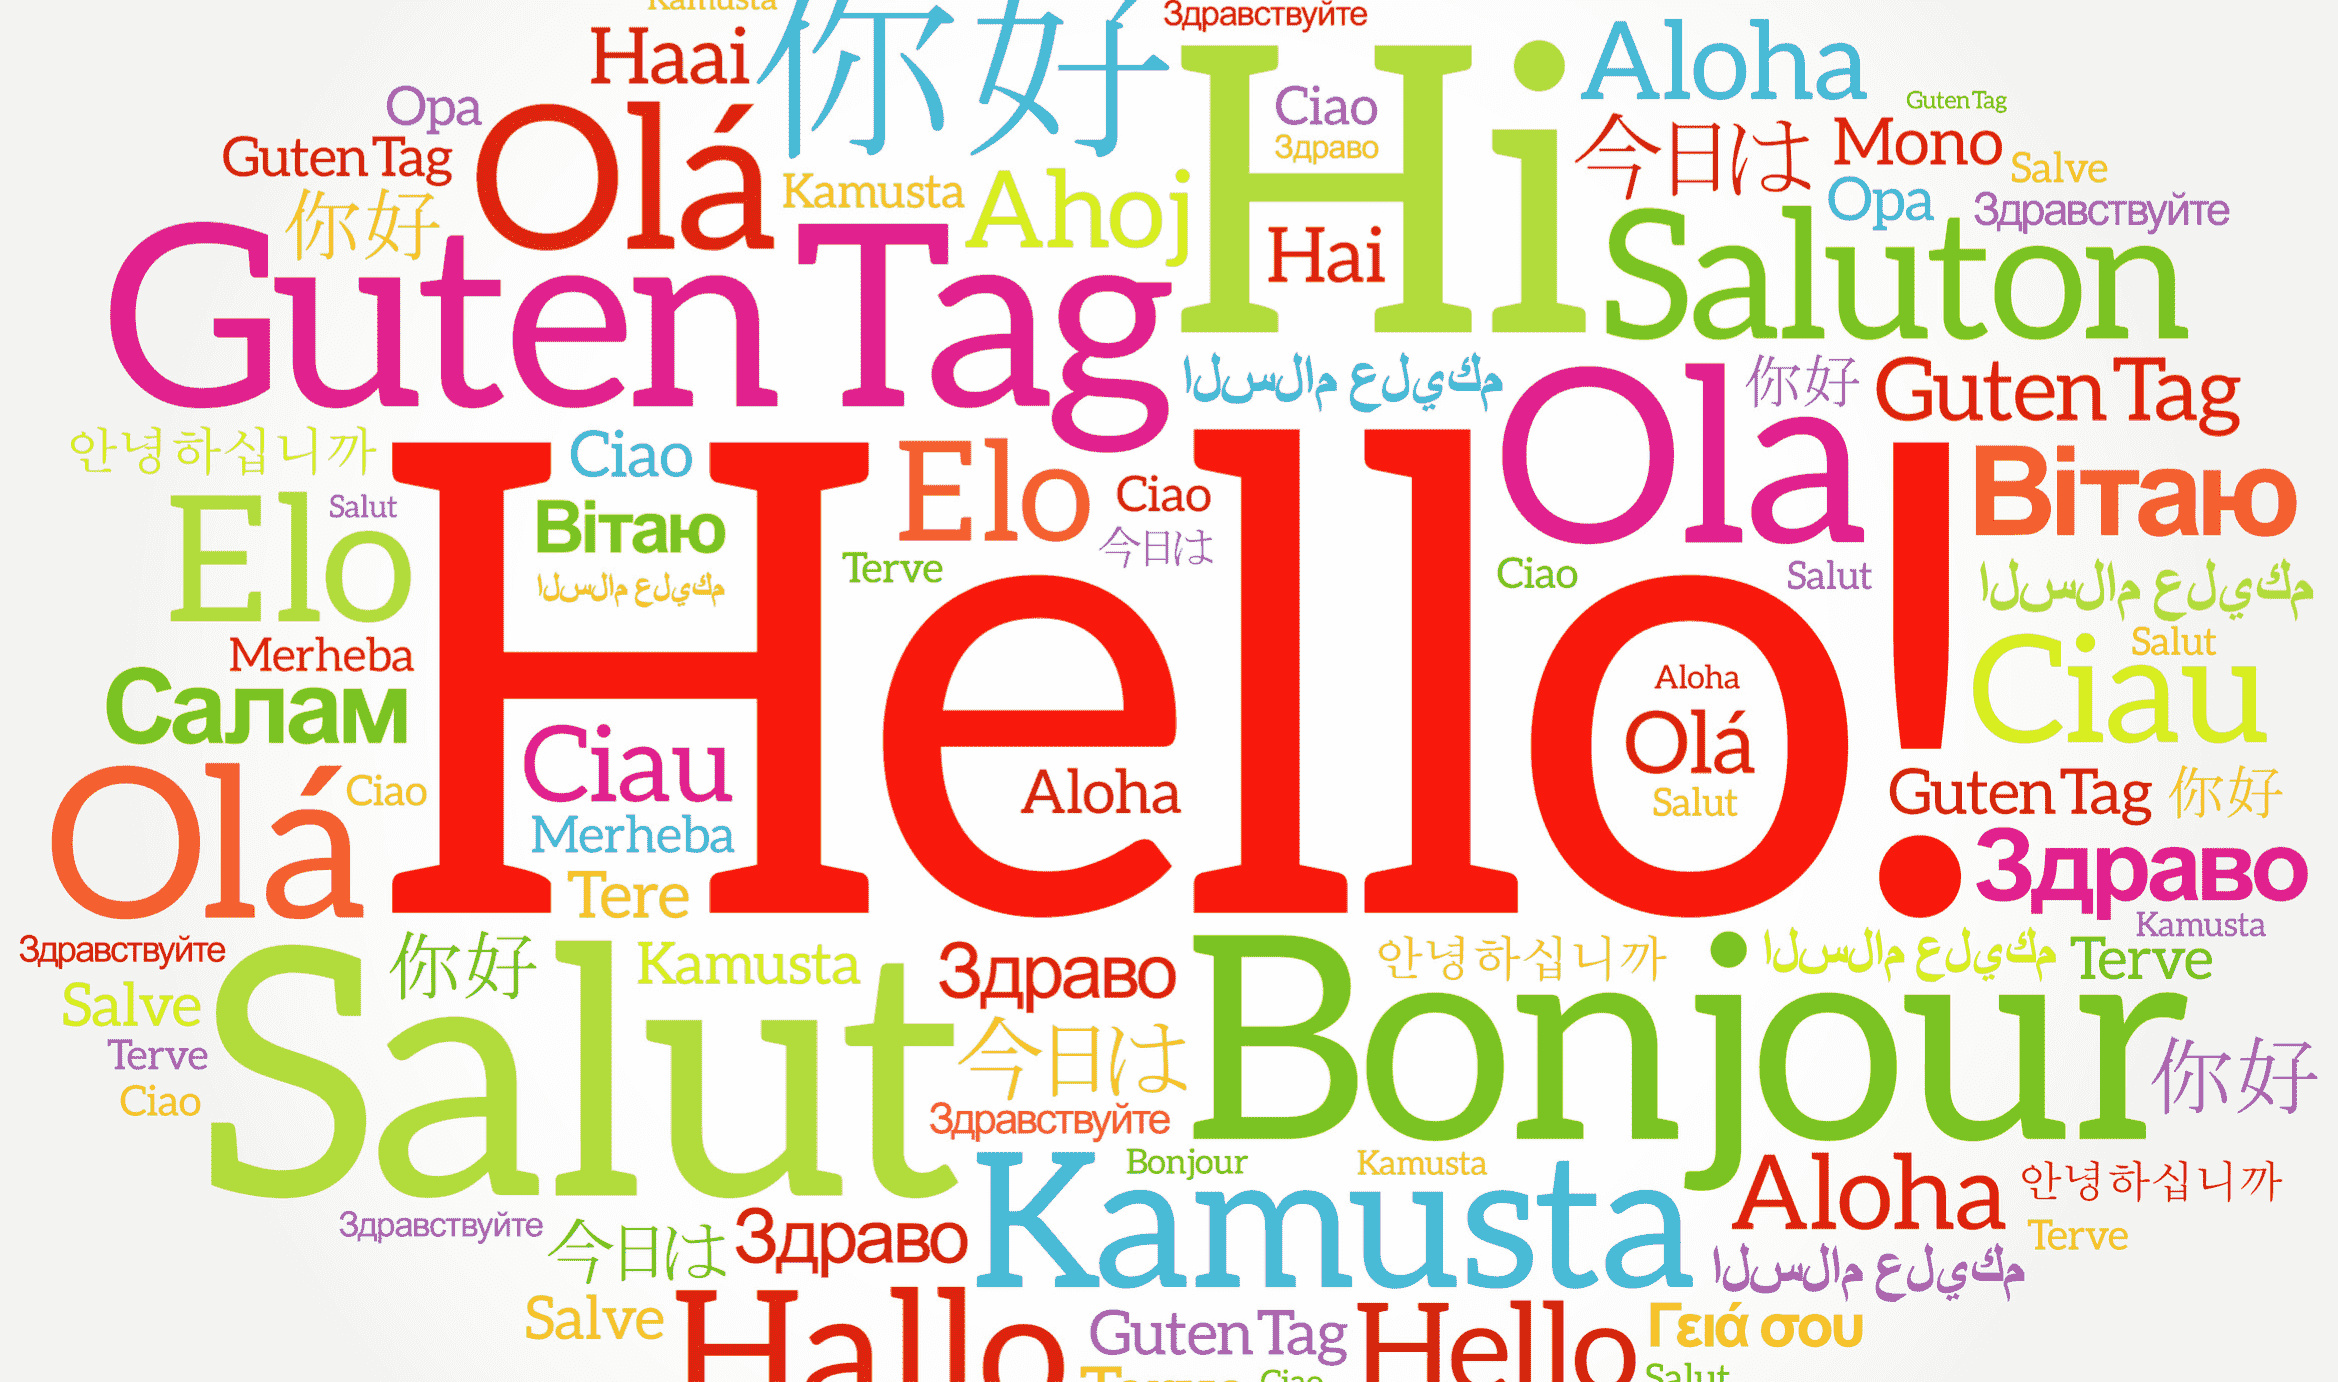 Kamusta
Здравствуйте
Haai
你好
Hi
Aloha
Opa
Olá
Ciao
Guten Tag
Guten Tag
Здраво
今日は
Mono
Salve
你好
Kamusta
Ahoj
Opa
Здравствуйте
Hai
Saluton
Guten Tag
السلام عليكم
Ola
你好
Guten Tag
안녕하십니까
Ciao
Elo
Ciao
Вітаю
Elo
Salut
Вітаю
今日は
Terve
Ciao
Salut
السلام عليكم
السلام عليكم
Hello!
Merheba
Salut
Салам
Aloha
Ciau
Olá
Ciau
Olá
Ciao
Aloha
Salut
Guten Tag
你好
Merheba
Tere
Здраво
Kamusta
Здравствуйте
你好
Kamusta
Здраво
안녕하십니까
السلام عليكم
Terve
Salve
Salut
Bonjour
Terve
今日は
你好
Ciao
Здравствуйте
Bonjour
Kamusta
Aloha
안녕하십니까
Здравствуйте
今日は
Здраво
Kamusta
Terve
السلام عليكم
Salve
Hallo
Guten Tag
Hello
Γειά σου
Ciao
Salut